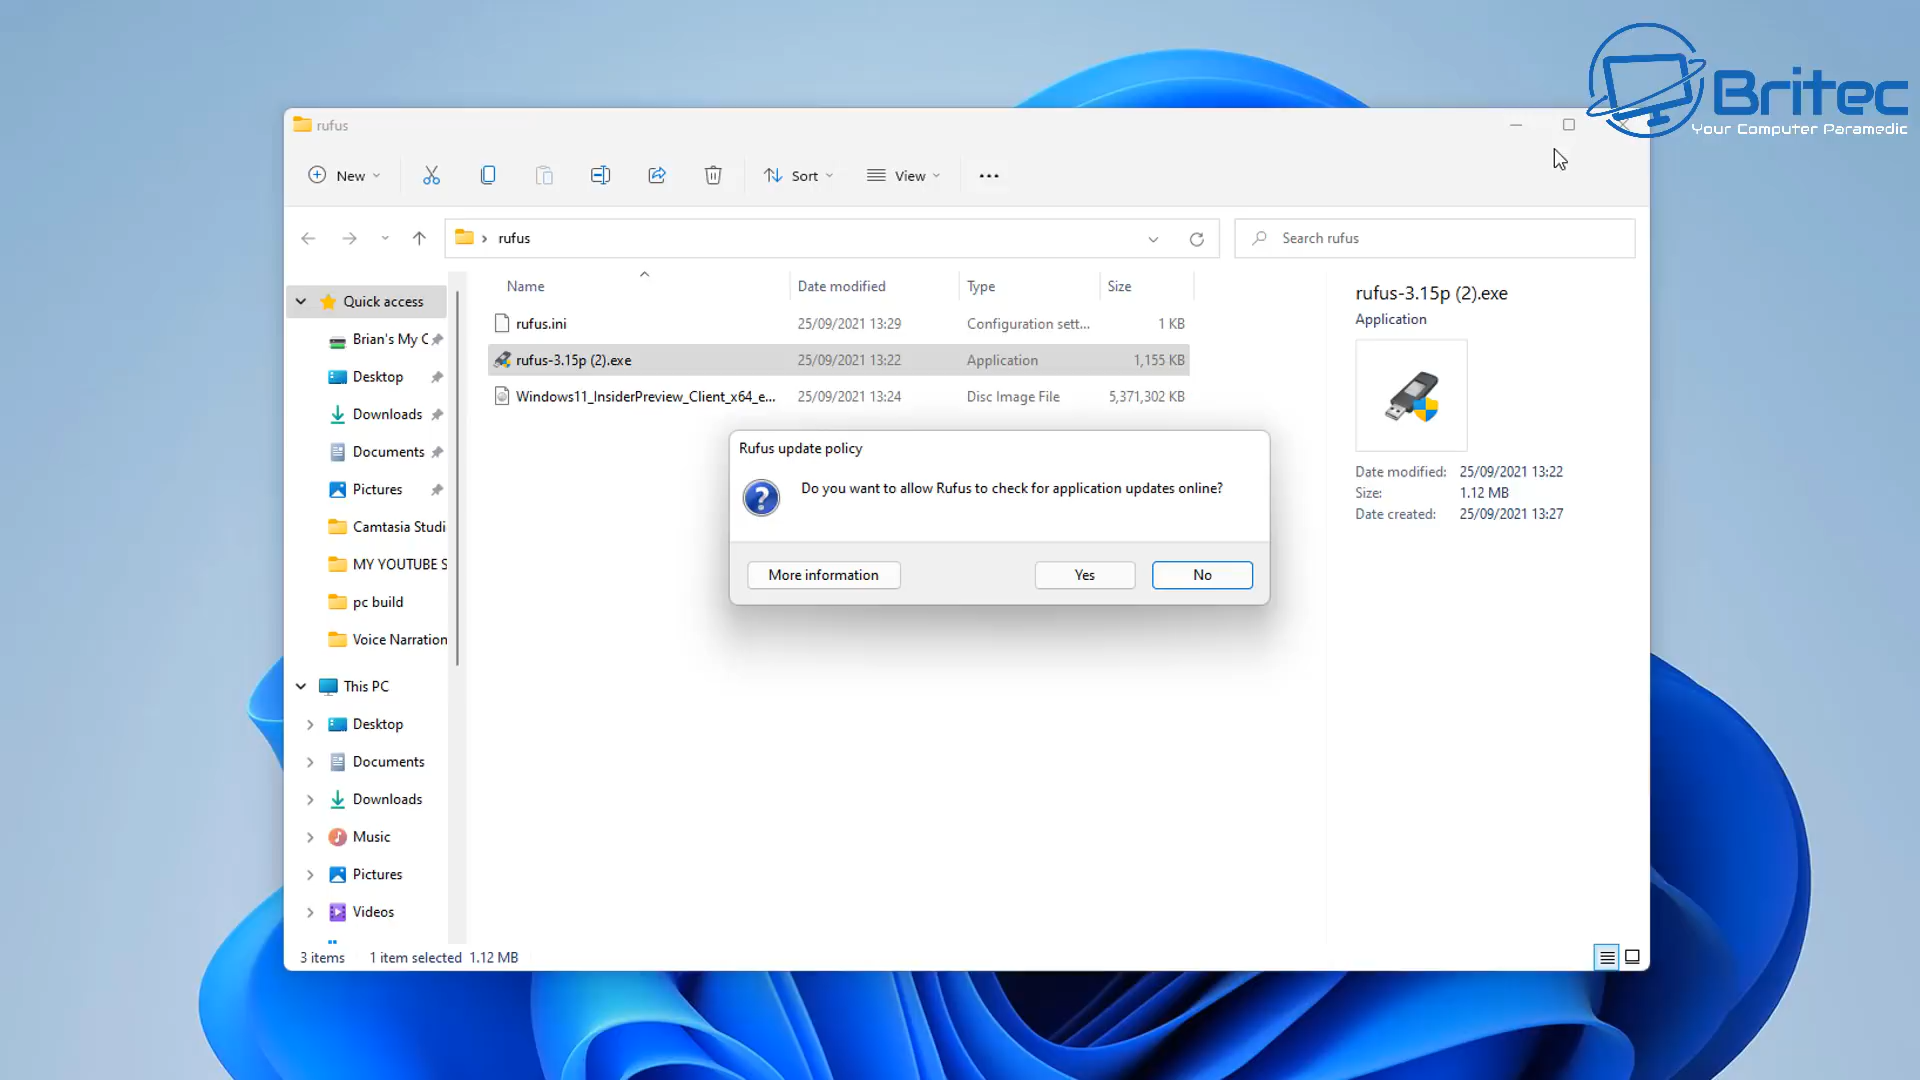 Britec
Your Computer Paramedic
rufus
New
Sort
View
rufus
Search rufus
Name
Date modified
Type
Size
rufus.ini
25/09/2021 13:29
Configuration sett...
1 KB
rufus-3.15p (2).exe
25/09/2021 13:22
Application
1,155 KB
Windows11_InsiderPreview_Client_x64_e...
25/09/2021 13:24
Disc Image File
5,371,302 KB
Quick access
Brian's My C
Desktop
Downloads
Documents
Pictures
Camtasia Studi
MY YOUTUBE S
pc build
Voice Narration
This PC
Desktop
Documents
Downloads
Music
Pictures
Videos
Rufus update policy
Do you want to allow Rufus to check for application updates online?
More information
Yes
No
rufus-3.15p (2).exe
Application
Date modified: 25/09/2021 13:22
Size: 1.12 MB
Date created: 25/09/2021 13:27
3 items
1 item selected 1.12 MB